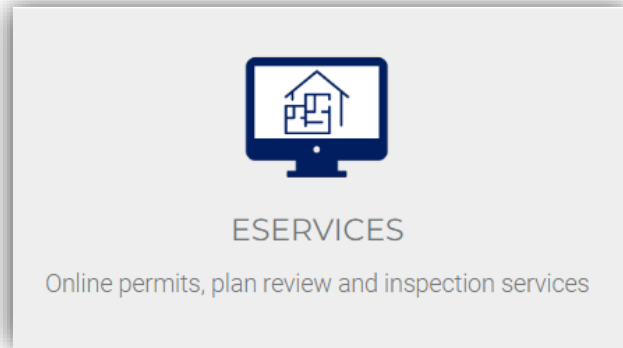 ESERVICES
Online permits, plan review and inspection services